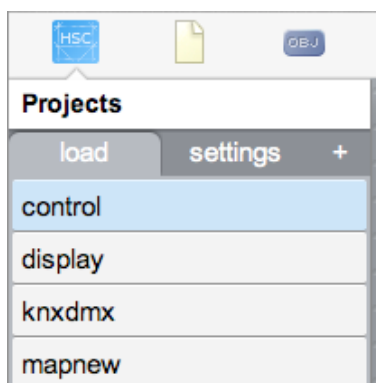 HSC OBJ
Projects
load settings +
control
display
knxdmx
mapnew